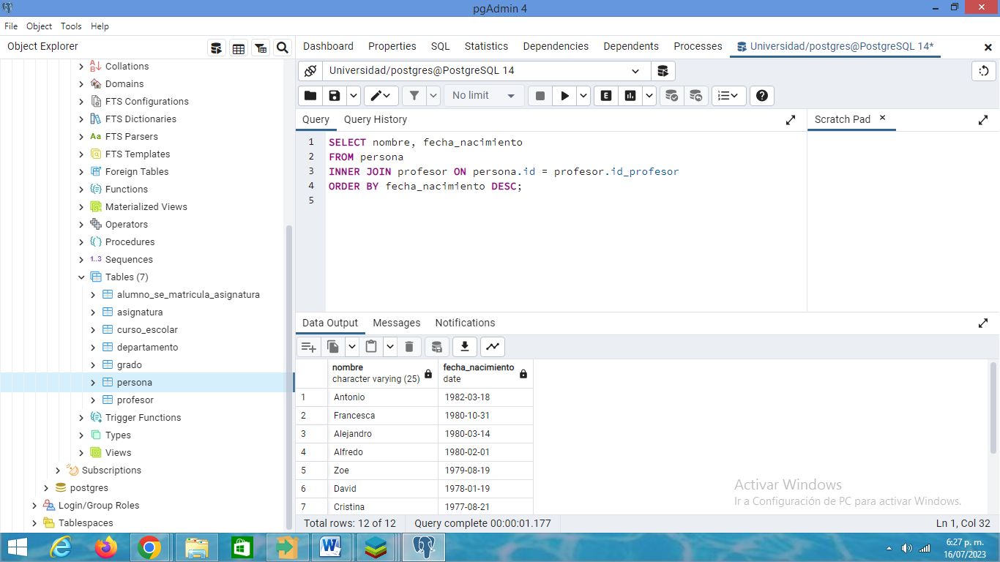 pgAdmin 4
File Object Tools Help
Object Explorer
Dashboard Properties SQL Statistics Dependencies Dependents Processes Universidad/postgres@PostgreSQL 14*
Collations
Domains
FTS Configurations
FTS Dictionaries
Aa FTS Parsers
FTS Templates
Foreign Tables
Functions
Materialized Views
Operators
Procedures
1..3 Sequences
Tables (7)
alumno_se_matricula_asignatura
asignatura
curso_escolar
departamento
grado
persona
profesor
Trigger Functions
Types
Views
Subscriptions
postgres
Login/Group Roles
Tablespaces
Universidad/postgres@PostgreSQL 14
No limit
E
Query Query History
Scratch Pad
1 SELECT nombre, fecha_nacimiento
2 FROM persona
3 INNER JOIN profesor ON persona.id = profesor.id_profesor
4 ORDER BY fecha_nacimiento DESC;
5
Data Output Messages Notifications
nombre fecha_nacimiento
character varying (25) date
1 Antonio 1982-03-18
2 Francesca 1980-10-31
3 Alejandro 1980-03-14
4 Alfredo 1980-02-01
5 Zoe 1979-08-19
6 David 1978-01-19
7 Cristina 1977-08-21
Activar Windows
Ir a Configuración de PC para activar Windows.
Total rows: 12 of 12 Query complete 00:00:01.177 Ln 1, Col 32
6:27 p. m.
16/07/2023